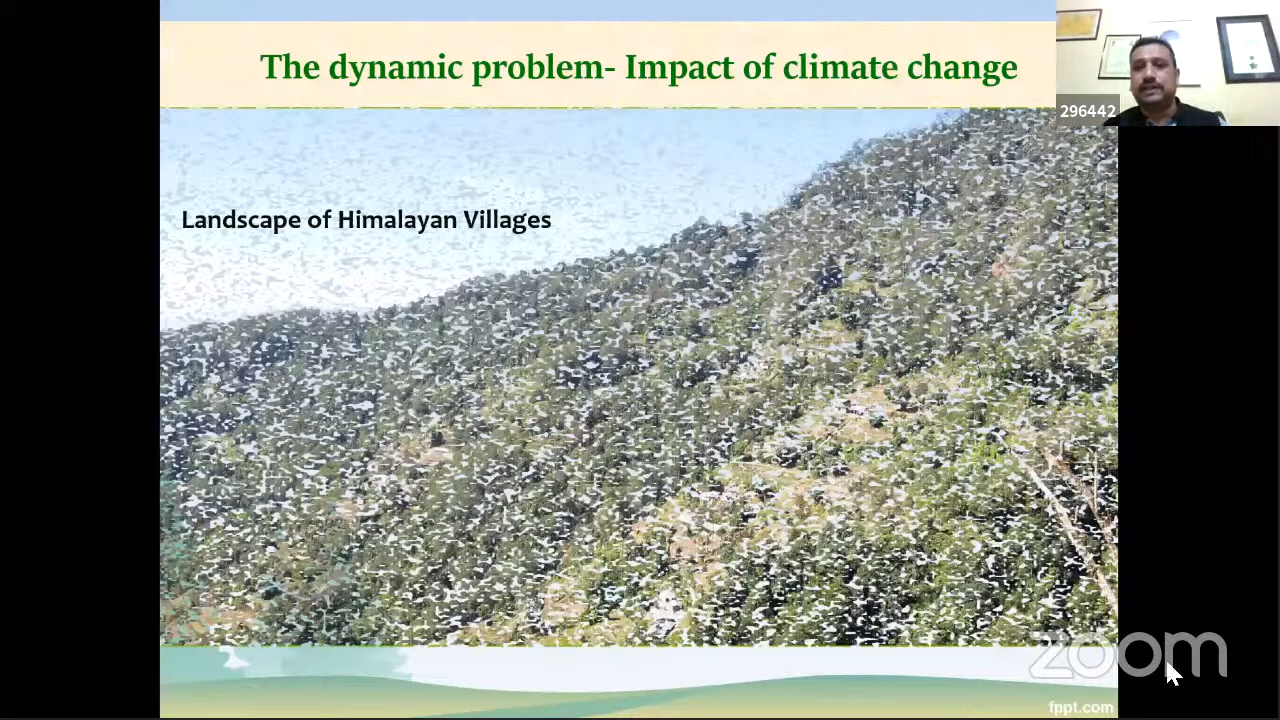 The dynamic problem- Impact of climate change
296442
Landscape of Himalayan Villages
zoom
fppt.com